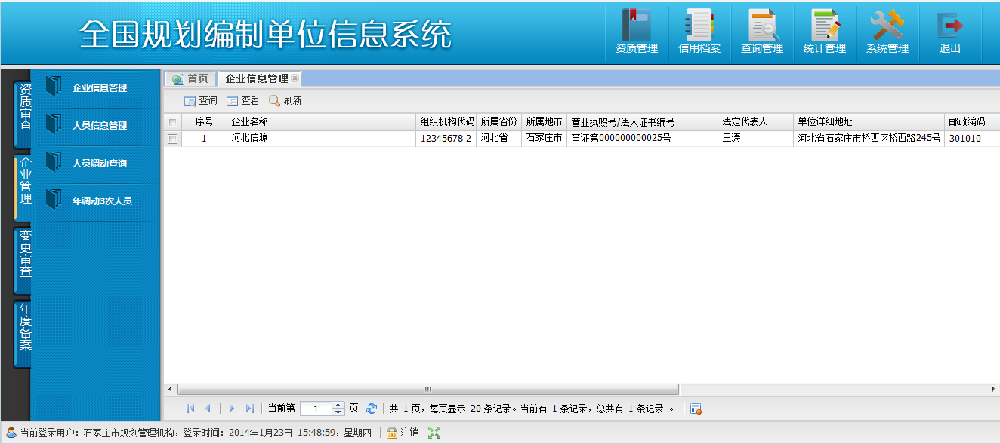 全国规划编制单位信息系统
资质管理 信用档案 查询管理 统计管理 系统管理 退出
资质审查
企业管理
变更审查
年度备案
企业信息管理
人员信息管理
人员调动查询
年调动3次人员
首页 企业信息管理
查询 查看 刷新
序号 企业名称 组织机构代码 所属省份 所属地市 营业执照号/法人证书编号 法定代表人 单位详细地址 邮政编码
1 河北信源 12345678-2 河北省 石家庄市 事证第000000000025号 王涛 河北省石家庄市桥西区桥西路245号 301010
当前第 1 页 共 1 页，每页显示 20 条记录。当前有 1 条记录，总共有 1 条记录 。
当前登录用户：石家庄市规划管理机构，登录时间：2014年1月23日 15:48:59，星期四 注销